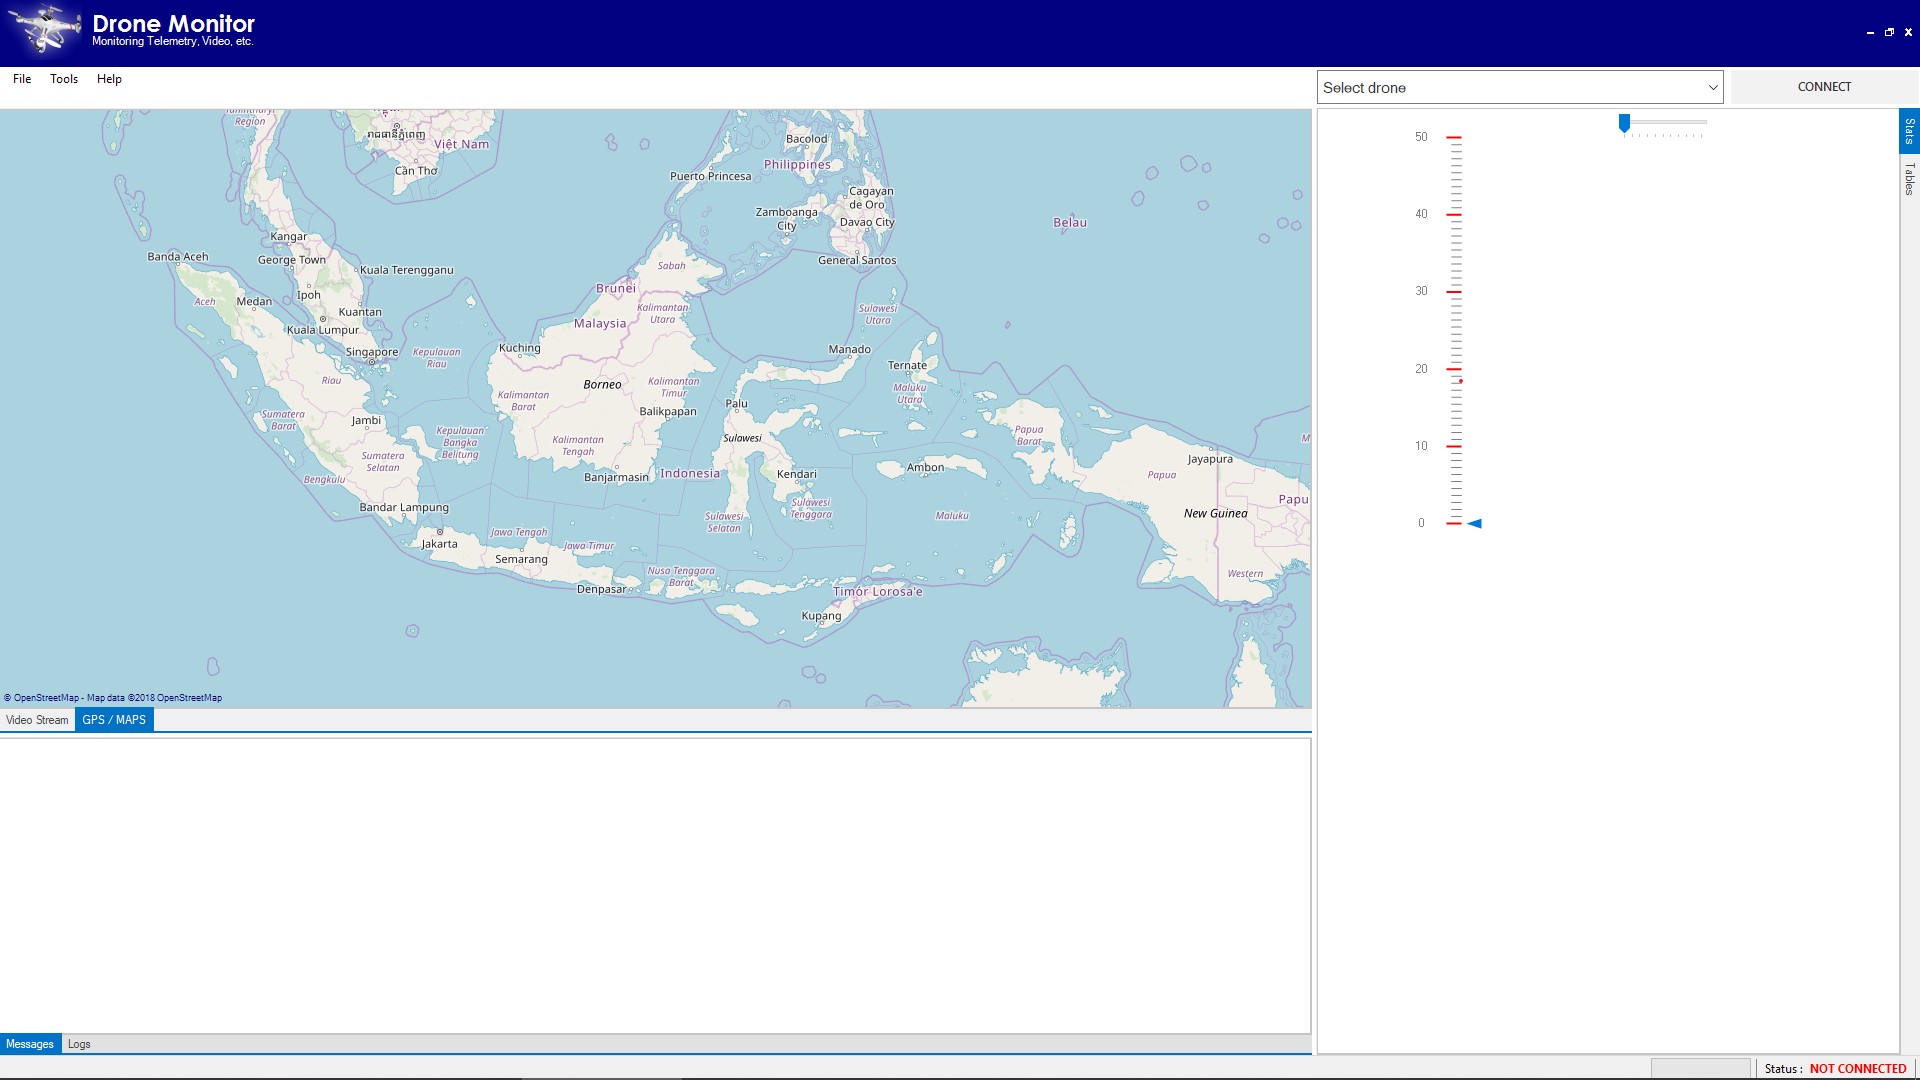 Drone Monitor
Monitoring Telemetry, Video, etc.
File Tools Help
Select drone
CONNECT
Stats
Tables
50
40
30
20
10
0
Region
រាជធានីភ្នំពេញ
Việt Nam
Cần Thơ
Bacolod
Philippines
Puerto Princesa
Cagayan
de Oro
Zamboanga
City
Davao City
General Santos
Belau
Kangar
Banda Aceh
George Town
Kuala Terengganu
Sabah
Brunei
Ipoh
Aceh
Medan
Kuantan
Kuala Lumpur
Kalimantan
Utara
Malaysia
Sulawesi
Utara
Singapore
Kepulauan
Riau
Kuching
Manado
Ternate
Riau
Borneo
Kalimantan
Timur
Kalimantan
Barat
Maluku
Utara
Palu
Balikpapan
Sumatera
Barat
Jambi
Kepulauan
Bangka
Belitung
Kalimantan
Tengah
Sulawesi
Papua
Barat
Sumatera
Selatan
Bengkulu
Banjarmasin
Indonesia
Kendari
Ambon
Jayapura
Papua
Papu
Bandar Lampung
Sulawesi
Tenggara
Sulawesi
Selatan
Maluku
New Guinea
Jakarta
Jawa Tengah
Jawa Timur
Semarang
Denpasar
Nusa Tenggara
Barat
Timór Lorosa'e
Western
Kupang
© OpenStreetMap - Map data ©2018 OpenStreetMap
Video Stream GPS / MAPS
Messages Logs
Status : NOT CONNECTED